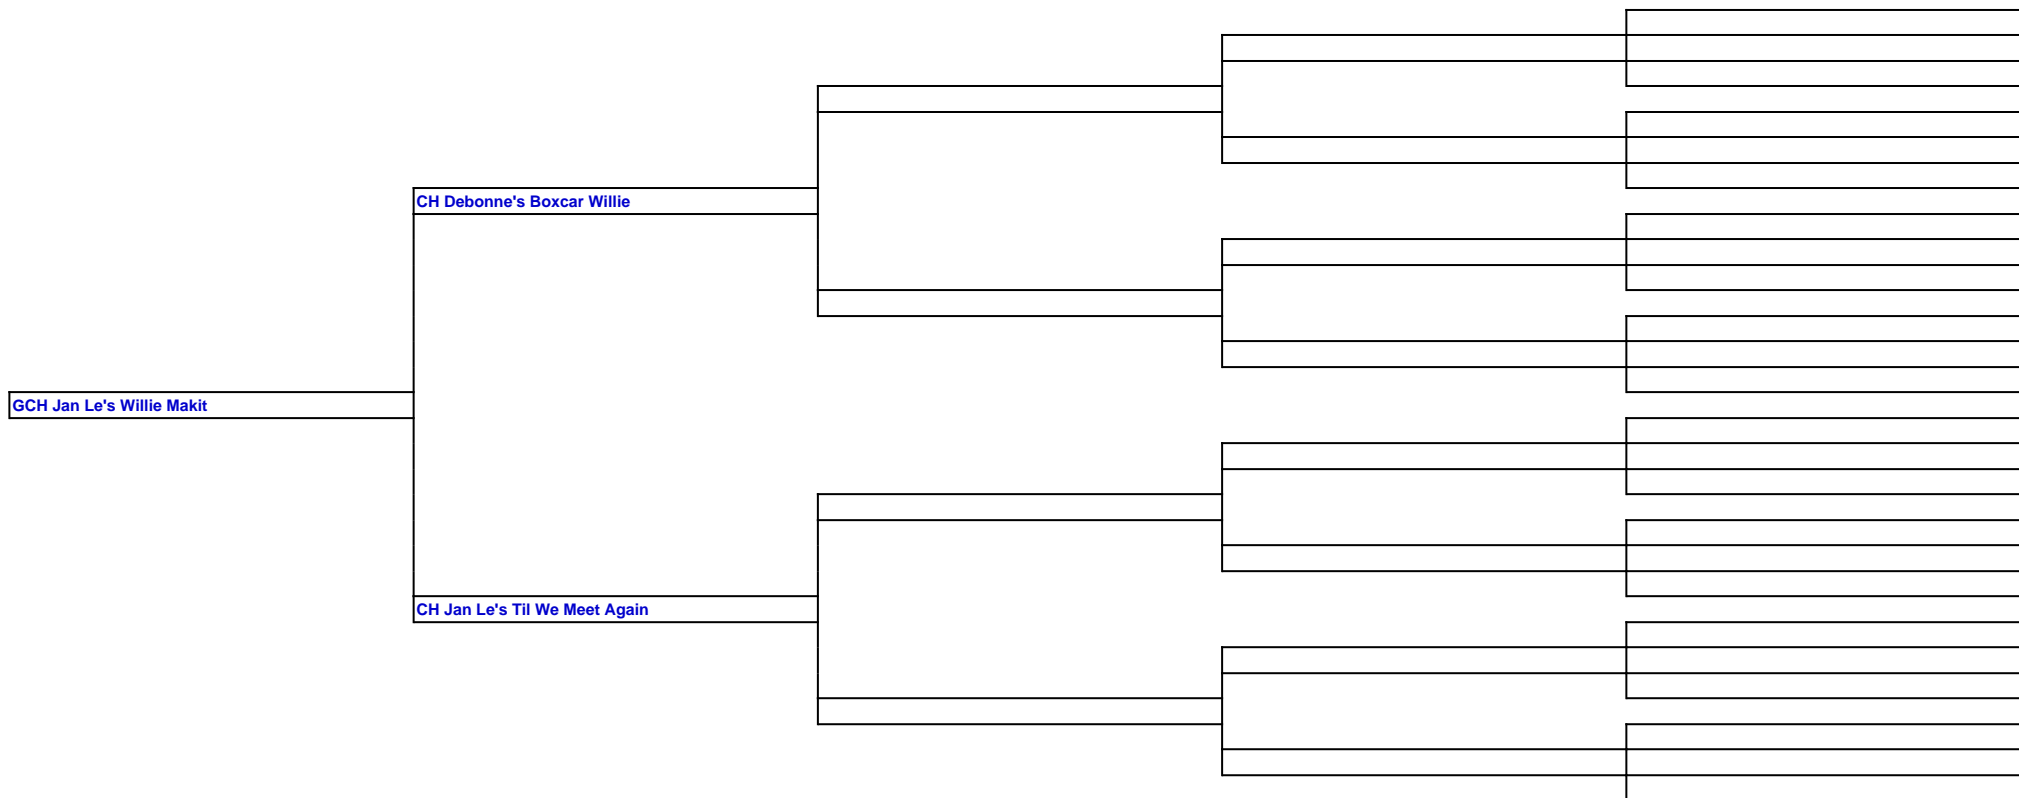 CH Debonne's Boxcar Willie
GCH Jan Le's Willie Makit
CH Jan Le's Til We Meet Again